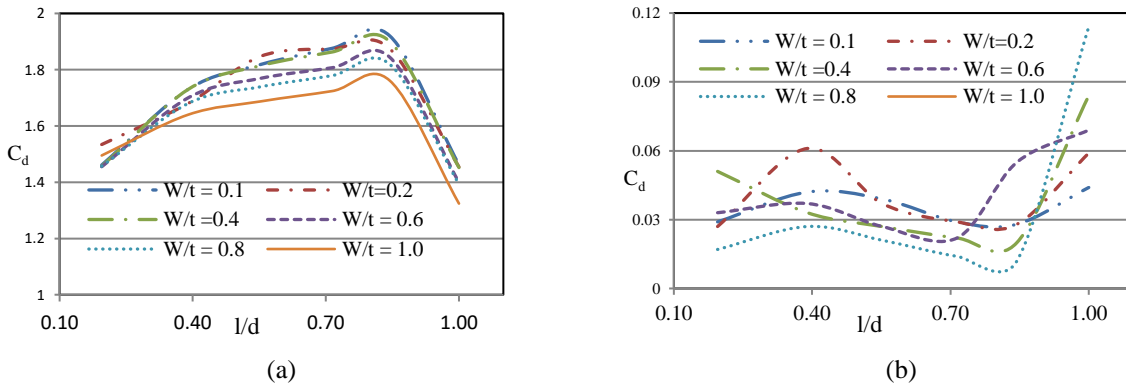 2
1.8
1.6
C_d
1.4
1.2
1
0.10 0.40 0.70 1.00
l/d
W/t = 0.1 W/t=0.2
W/t =0.4 W/t = 0.6
W/t = 0.8 W/t = 1.0
(a)
0.12
0.09
0.06
C_d
0.03
0
0.10 0.40 0.70 1.00
l/d
W/t = 0.1 W/t=0.2
W/t =0.4 W/t = 0.6
W/t = 0.8 W/t = 1.0
(b)